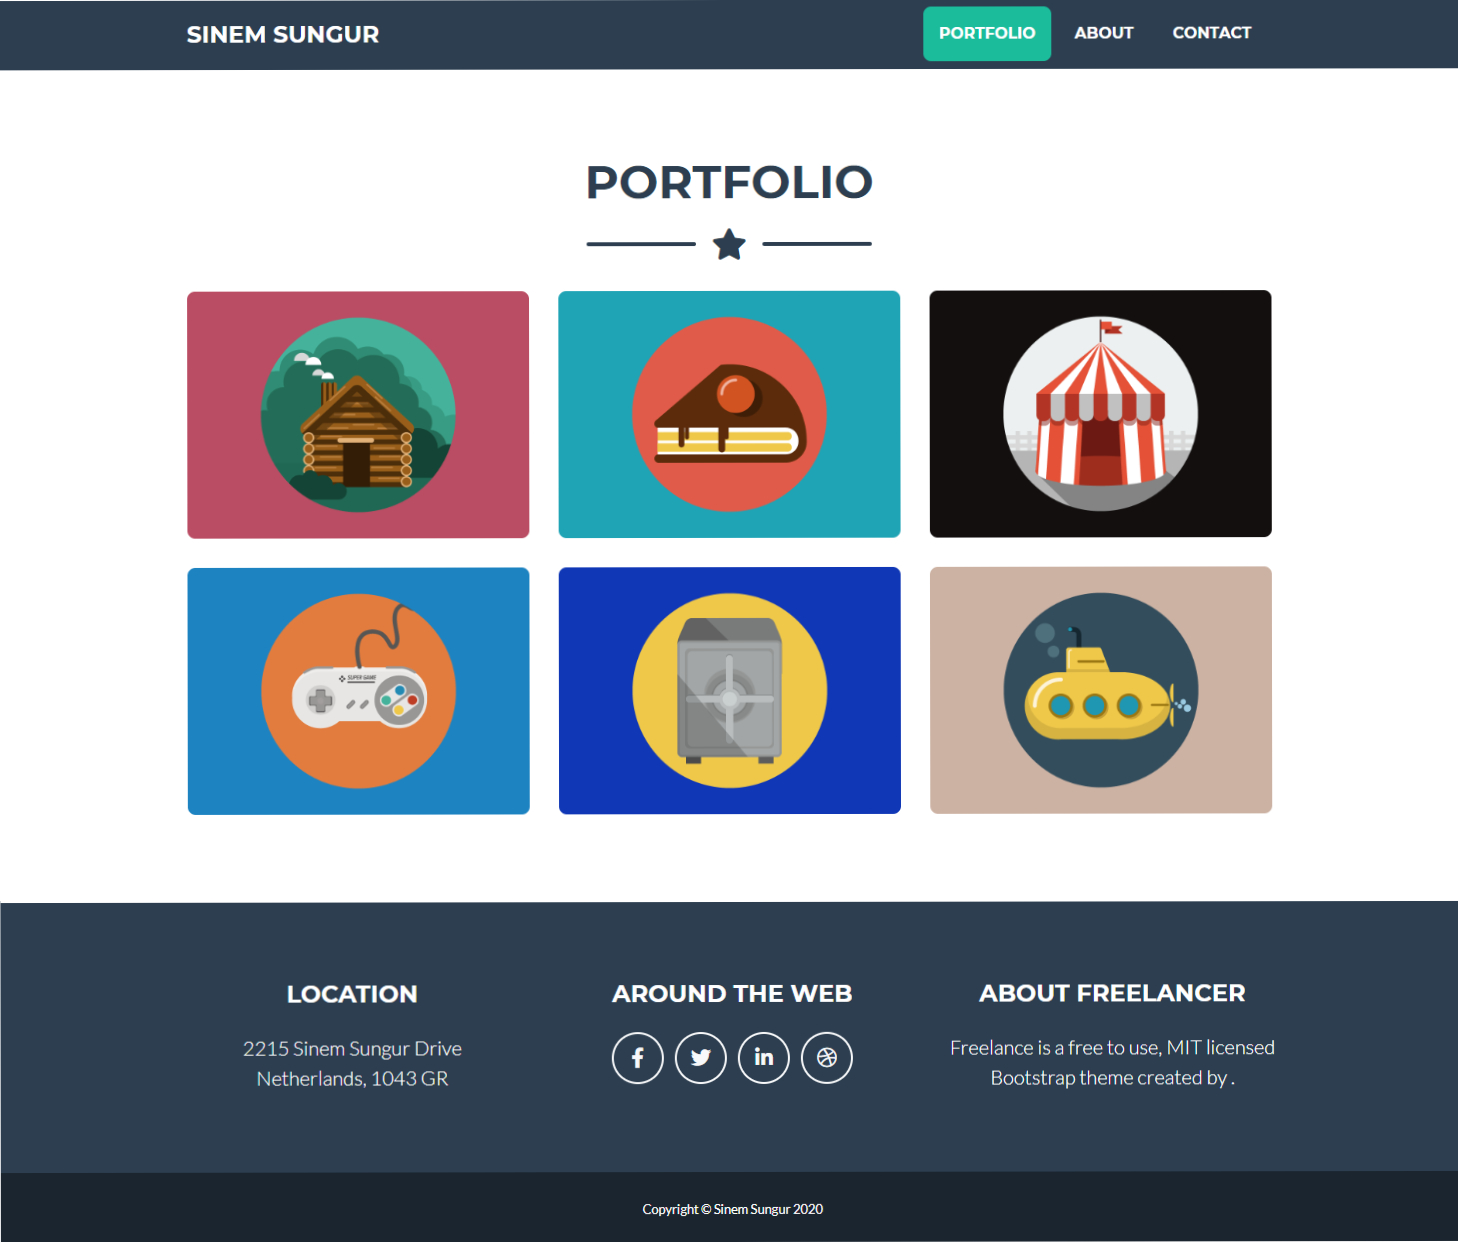 SINEM SUNGUR
PORTFOLIO
ABOUT
CONTACT
PORTFOLIO
SUPER GAME
LOCATION
2215 Sinem Sungur Drive
Netherlands, 1043 GR
AROUND THE WEB
ABOUT FREELANCER
Freelance is a free to use, MIT licensed
Bootstrap theme created by .
Copyright © Sinem Sungur 2020